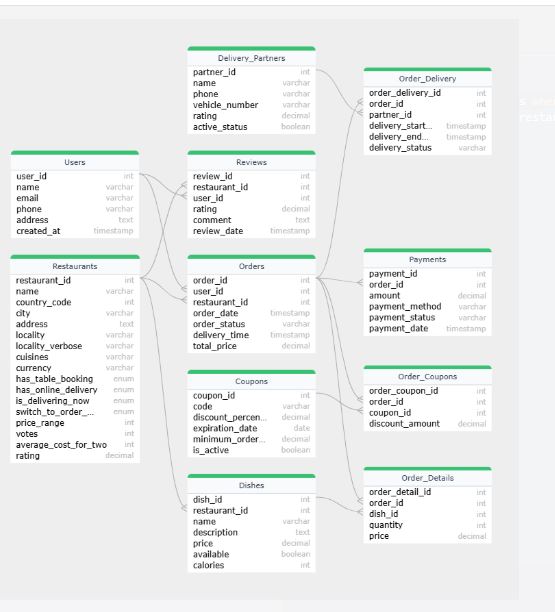 Delivery_Partners
partner_id int
name varchar
phone varchar
vehicle_number varchar
rating decimal
active_status boolean
Order_Delivery
order_delivery_id int
order_id int
partner_id int
delivery_start... timestamp
delivery_end... timestamp
delivery_status varchar
Users
user_id int
name varchar
email varchar
phone varchar
address text
created_at timestamp
Reviews
review_id int
restaurant_id int
user_id int
rating decimal
comment text
review_date timestamp
Restaurants
restaurant_id int
name varchar
country_code int
city varchar
address text
locality varchar
locality_verbose varchar
cuisines varchar
currency varchar
has_table_booking enum
has_online_delivery enum
is_delivering_now enum
switch_to_order_... enum
price_range int
votes int
average_cost_for_two int
rating decimal
Orders
order_id int
user_id int
restaurant_id int
order_date timestamp
order_status varchar
delivery_time timestamp
total_price decimal
Payments
payment_id int
order_id int
amount decimal
payment_method varchar
payment_status varchar
payment_date timestamp
Coupons
coupon_id int
code varchar
discount_percen... decimal
expiration_date date
minimum_order... decimal
is_active boolean
Order_Coupons
order_coupon_id int
order_id int
coupon_id int
discount_amount decimal
Dishes
dish_id int
restaurant_id int
name varchar
description text
price decimal
available boolean
calories int
Order_Details
order_detail_id int
order_id int
dish_id int
quantity int
price decimal